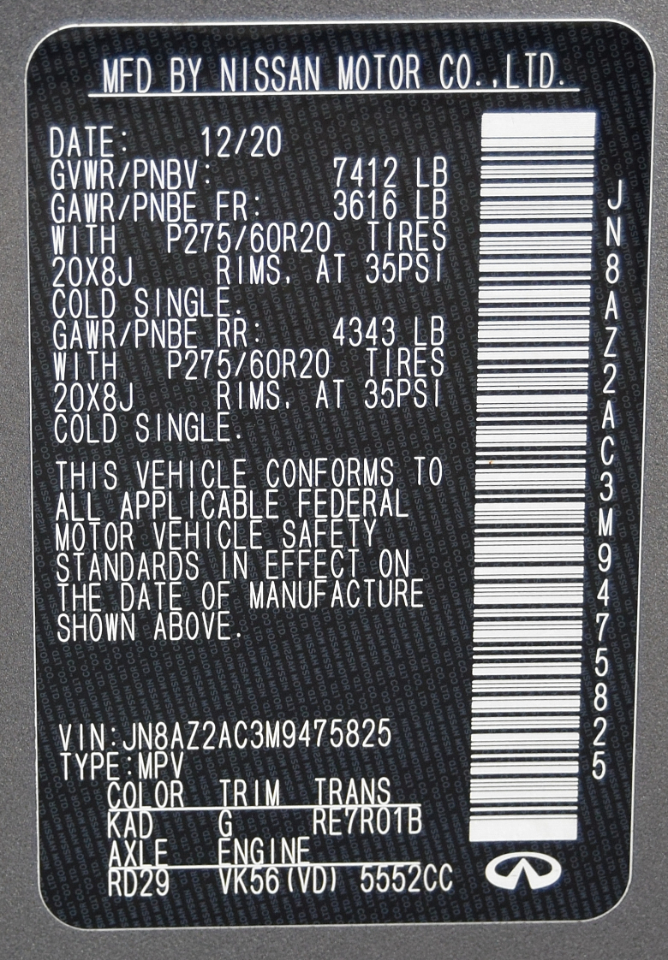 MFD BY NISSAN MOTOR CO.,LTD.
DATE: 12/20
GVWR/PNBV: 7412 LB
GAWR/PNBE FR: 3616 LB
WITH P275/60R20 TIRES
20X8J RIMS, AT 35PSI
COLD SINGLE.
GAWR/PNBE RR: 4343 LB
WITH P275/60R20 TIRES
20X8J RIMS, AT 35PSI
COLD SINGLE.
THIS VEHICLE CONFORMS TO
ALL APPLICABLE FEDERAL
MOTOR VEHICLE SAFETY
STANDARDS IN EFFECT ON
THE DATE OF MANUFACTURE
SHOWN ABOVE.
VIN:JN8AZ2AC3M9475825
TYPE:MPV
COLOR TRIM TRANS
KAD G RE7R01B
AXLE ENGINE
RD29 VK56(VD) 5552CC
JN8AZ2AC3M9475825